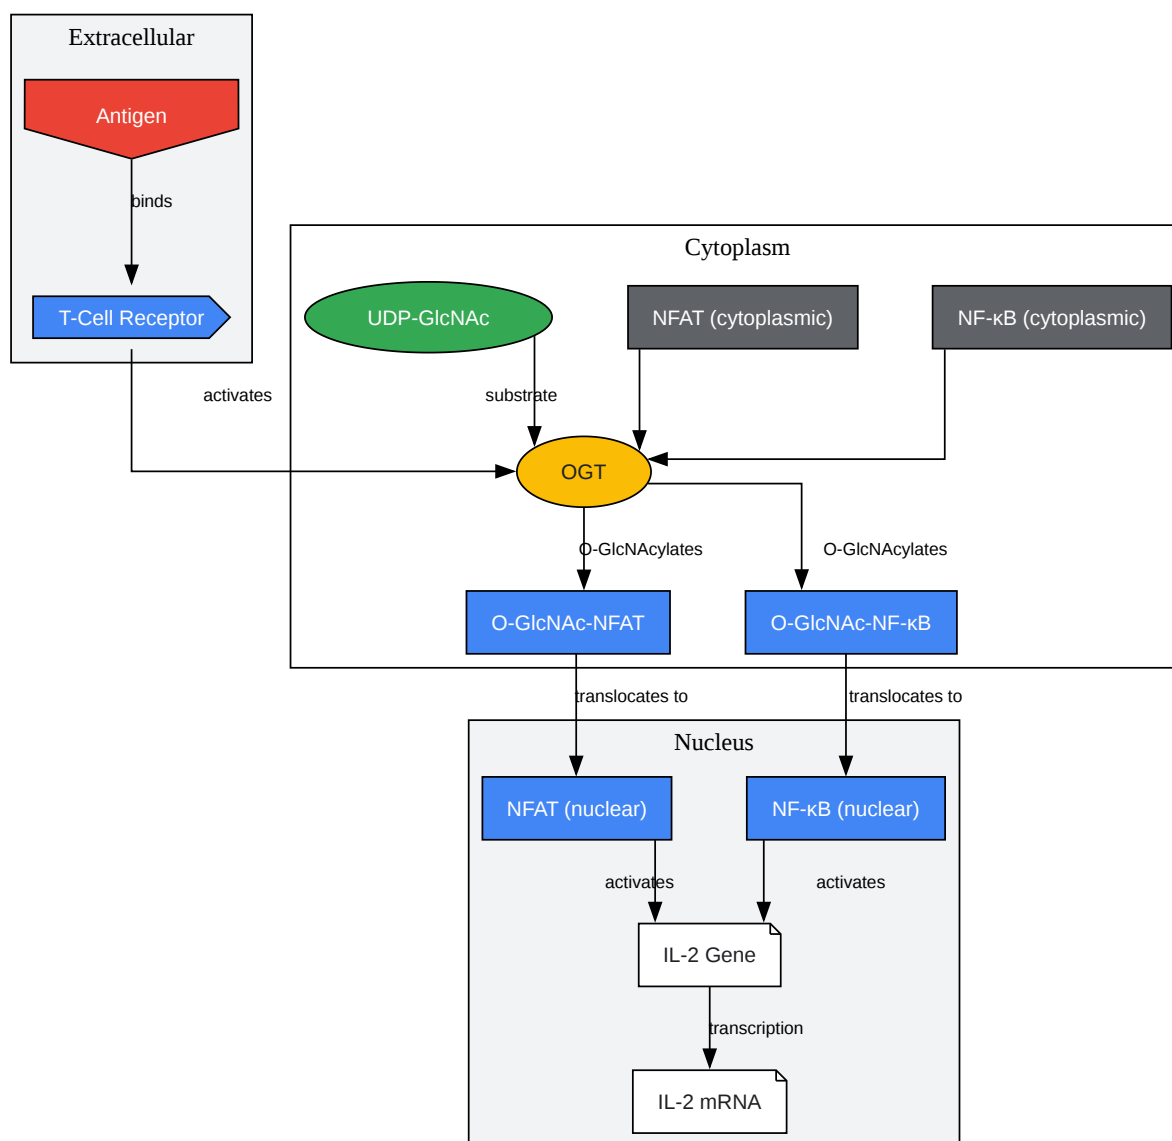 Extracellular
Antigen
binds
T-Cell Receptor
activates
Cytoplasm
UDP-GlcNAc
NFAT (cytoplasmic)
NF-κB (cytoplasmic)
substrate
OGT
O-GlcNAcylates
O-GlcNAcylates
O-GlcNAc-NFAT
O-GlcNAc-NF-κB
translocates to
translocates to
Nucleus
NFAT (nuclear)
NF-κB (nuclear)
activates
activates
IL-2 Gene
transcription
IL-2 mRNA